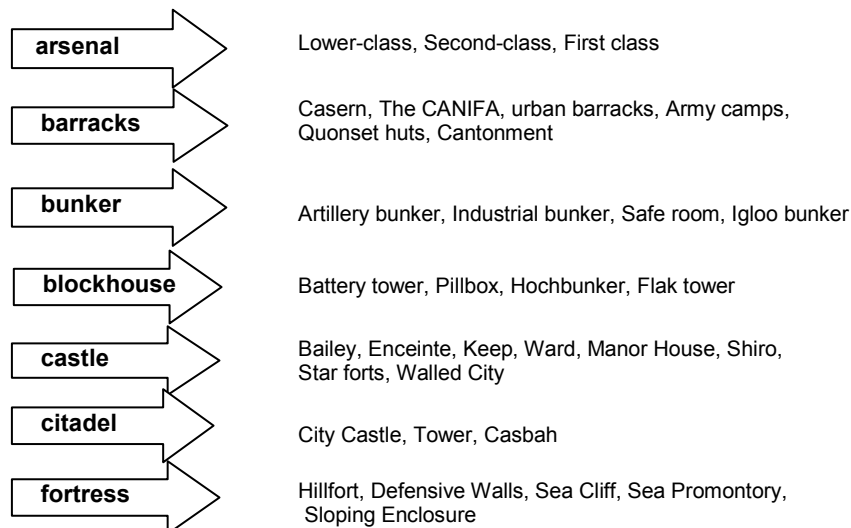 arsenal
Lower-class, Second-class, First class
barracks
Casern, The CANIFA, urban barracks, Army camps,
Quonset huts, Cantonment
bunker
Artillery bunker, Industrial bunker, Safe room, Igloo bunker
blockhouse
Battery tower, Pillbox, Hochbunker, Flak tower
castle
Bailey, Enceinte, Keep, Ward, Manor House, Shiro,
Star forts, Walled City
citadel
City Castle, Tower, Casbah
fortress
Hillfort, Defensive Walls, Sea Cliff, Sea Promontory,
Sloping Enclosure